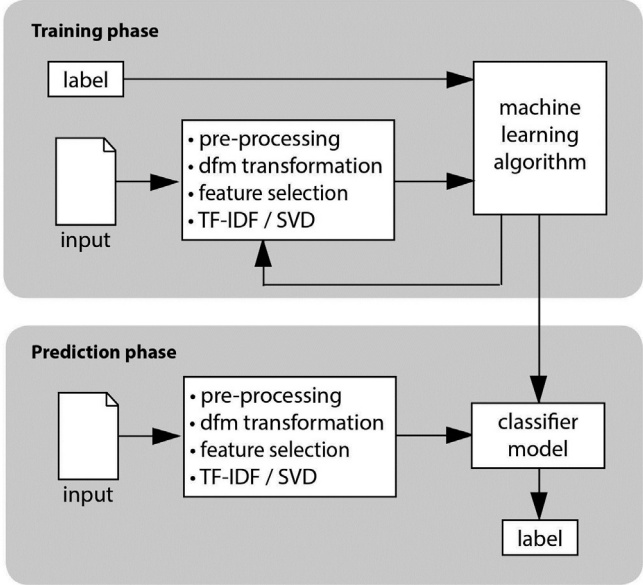 Training phase
label
machine
learning
algorithm
• pre-processing
• dfm transformation
• feature selection
• TF-IDF / SVD
input
Prediction phase
• pre-processing
• dfm transformation
• feature selection
• TF-IDF / SVD
input
classifier
model
label